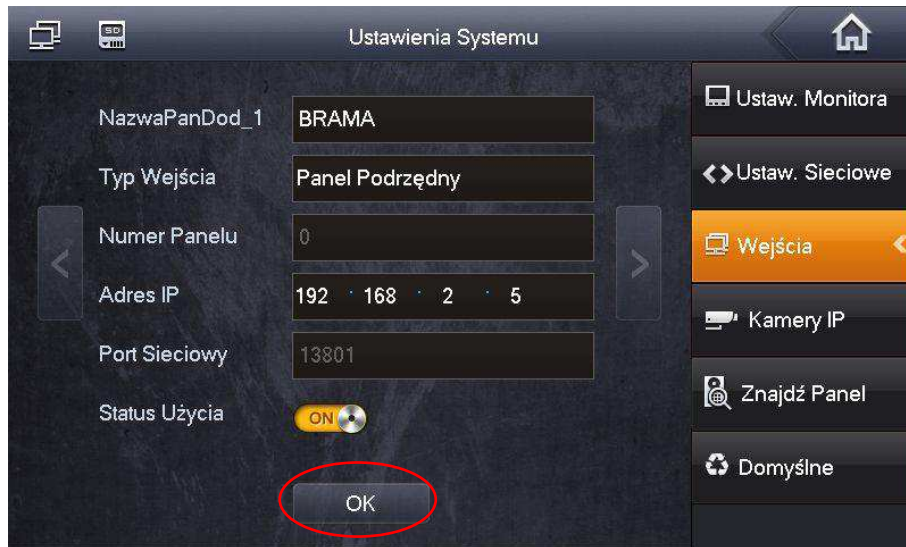 SD
Ustawienia Systemu
NazwaPanDod_1
BRAMA
Typ Wejścia
Panel Podrzędny
Numer Panelu
0
Adres IP
192 . 168 . 2 . 5
Port Sieciowy
13801
Status Użycia
ON
OK
Ustaw. Monitora
Ustaw. Sieciowe
Wejścia
Kamery IP
Znajdź Panel
Domyślne